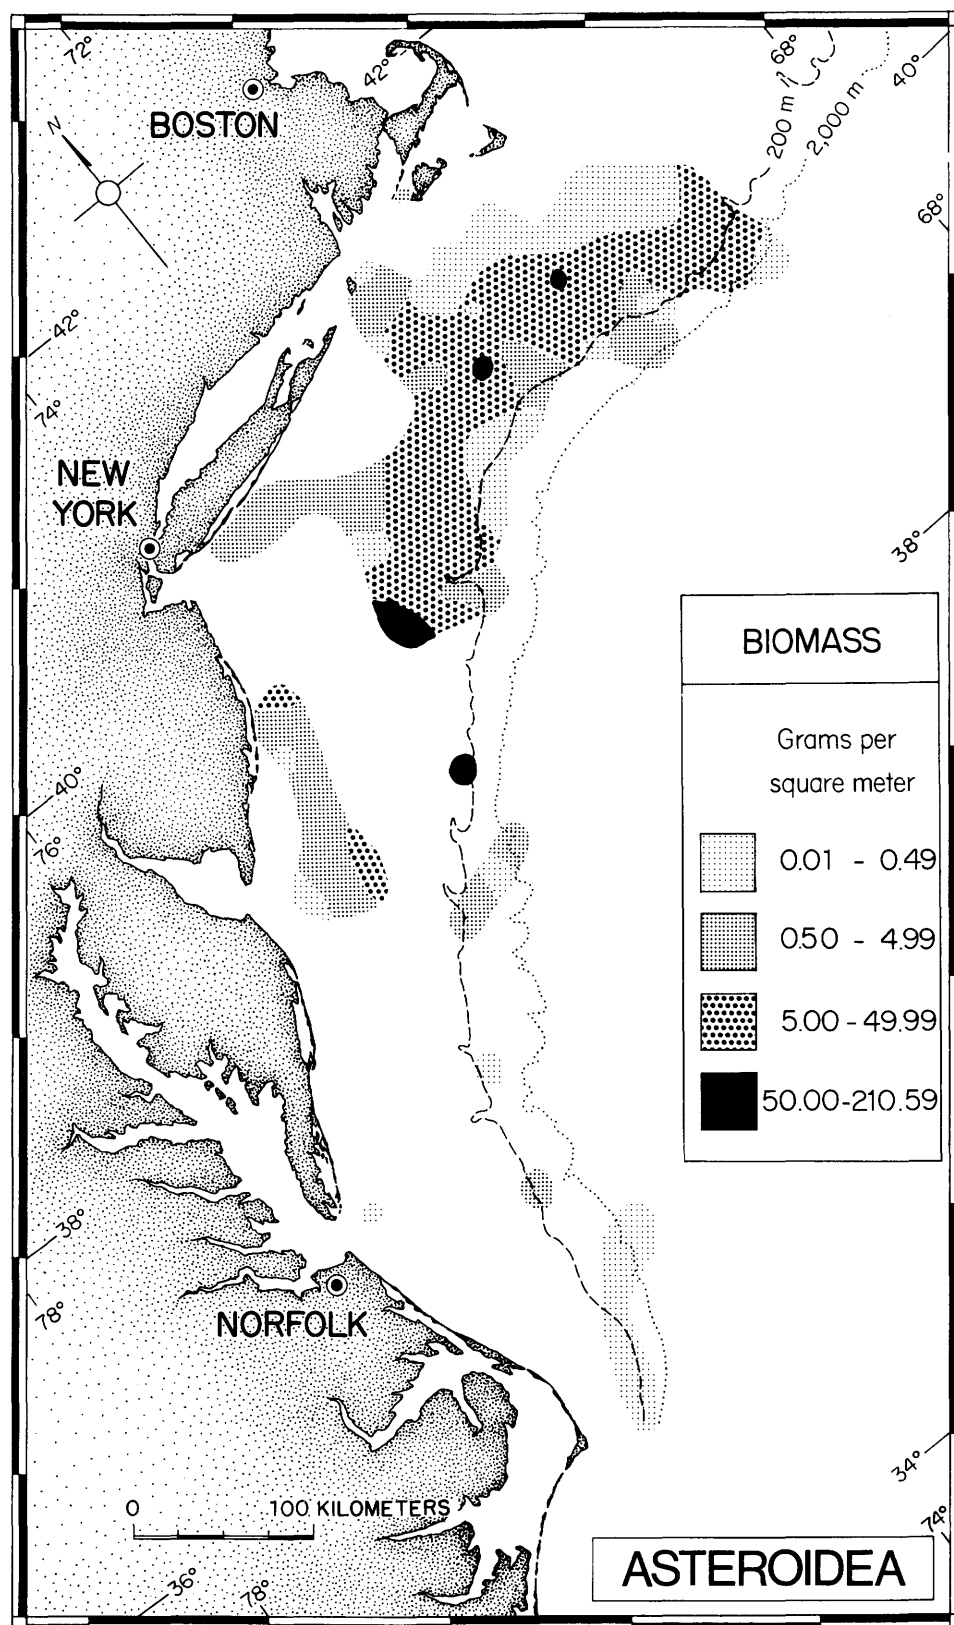 72°
42°
68°
40°
BOSTON
N
200 m
2,000 m
68°
42°
74°
NEW
YORK
38°
BIOMASS
Grams per
square meter
0.01 - 0.49
0.50 - 4.99
5.00 - 49.99
50.00-210.59
40°
76°
38°
78°
NORFOLK
34°
74°
0 100 KILOMETERS
36°
78°
ASTEROIDEA